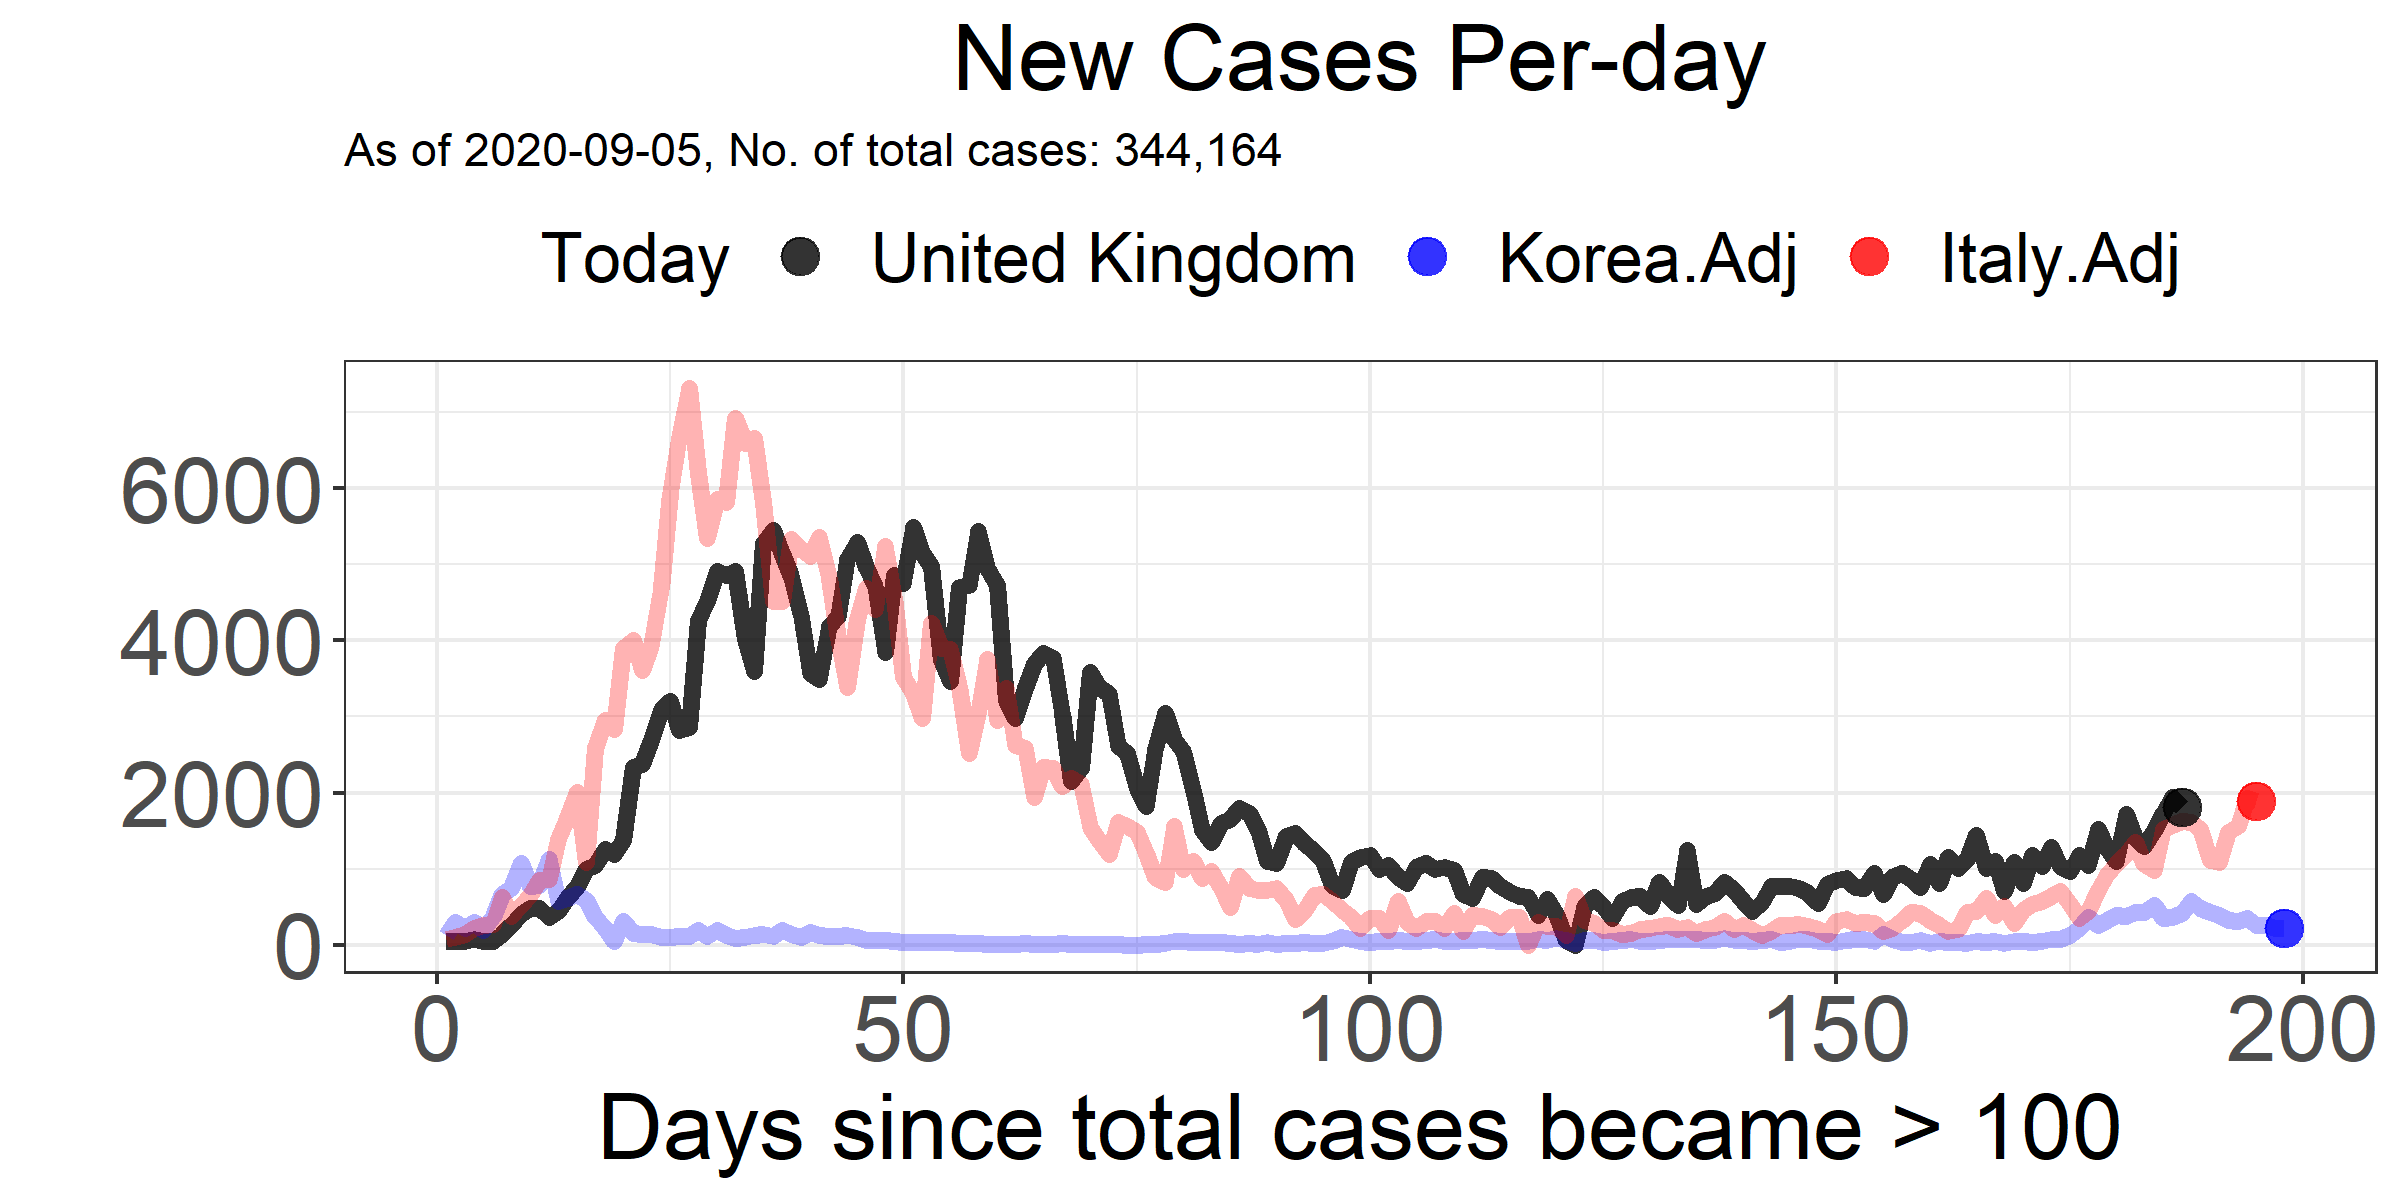 New Cases Per-day
As of 2020-09-05, No. of total cases: 344,164
Today United Kingdom Korea.Adj Italy.Adj
6000
4000
2000
0
0 50 100 150 200
Days since total cases became > 100